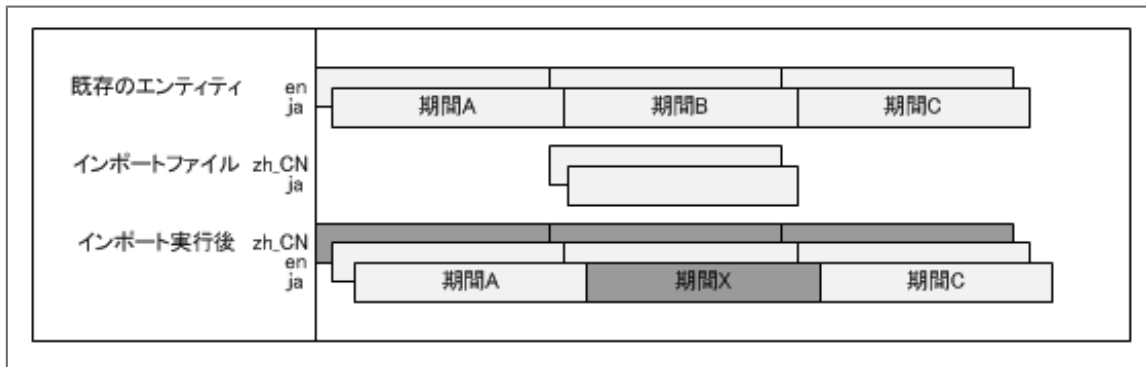 既存のエンティティ en
ja
期間A 期間B 期間C
インポートファイル zh_CN
ja
インポート実行後 zh_CN
en
ja
期間A 期間X 期間C